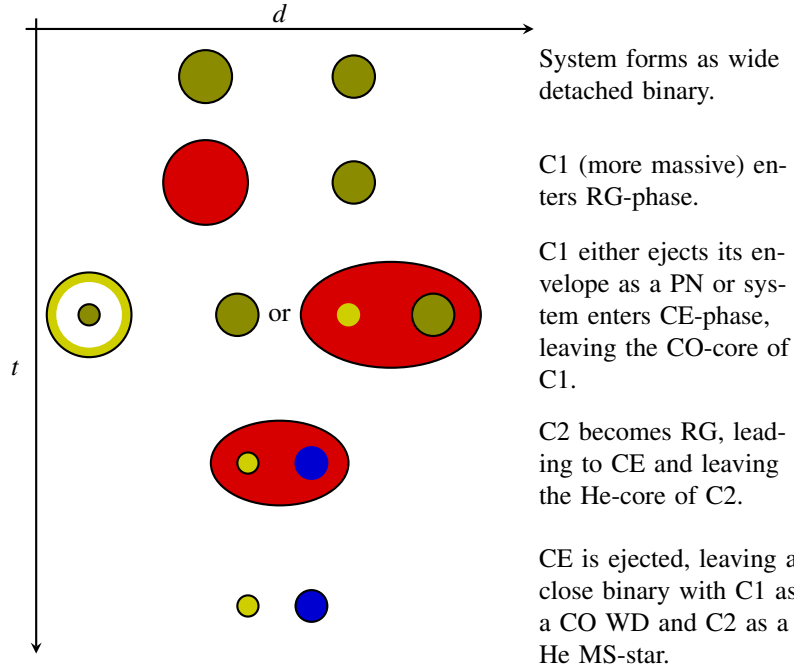 d
System forms as wide
detached binary.
C1 (more massive) en-
ters RG-phase.
C1 either ejects its en-
velope as a PN or sys-
tem enters CE-phase,
leaving the CO-core of
C1.
or
t
C2 becomes RG, lead-
ing to CE and leaving
the He-core of C2.
CE is ejected, leaving a
close binary with C1 as
a CO WD and C2 as a
He MS-star.